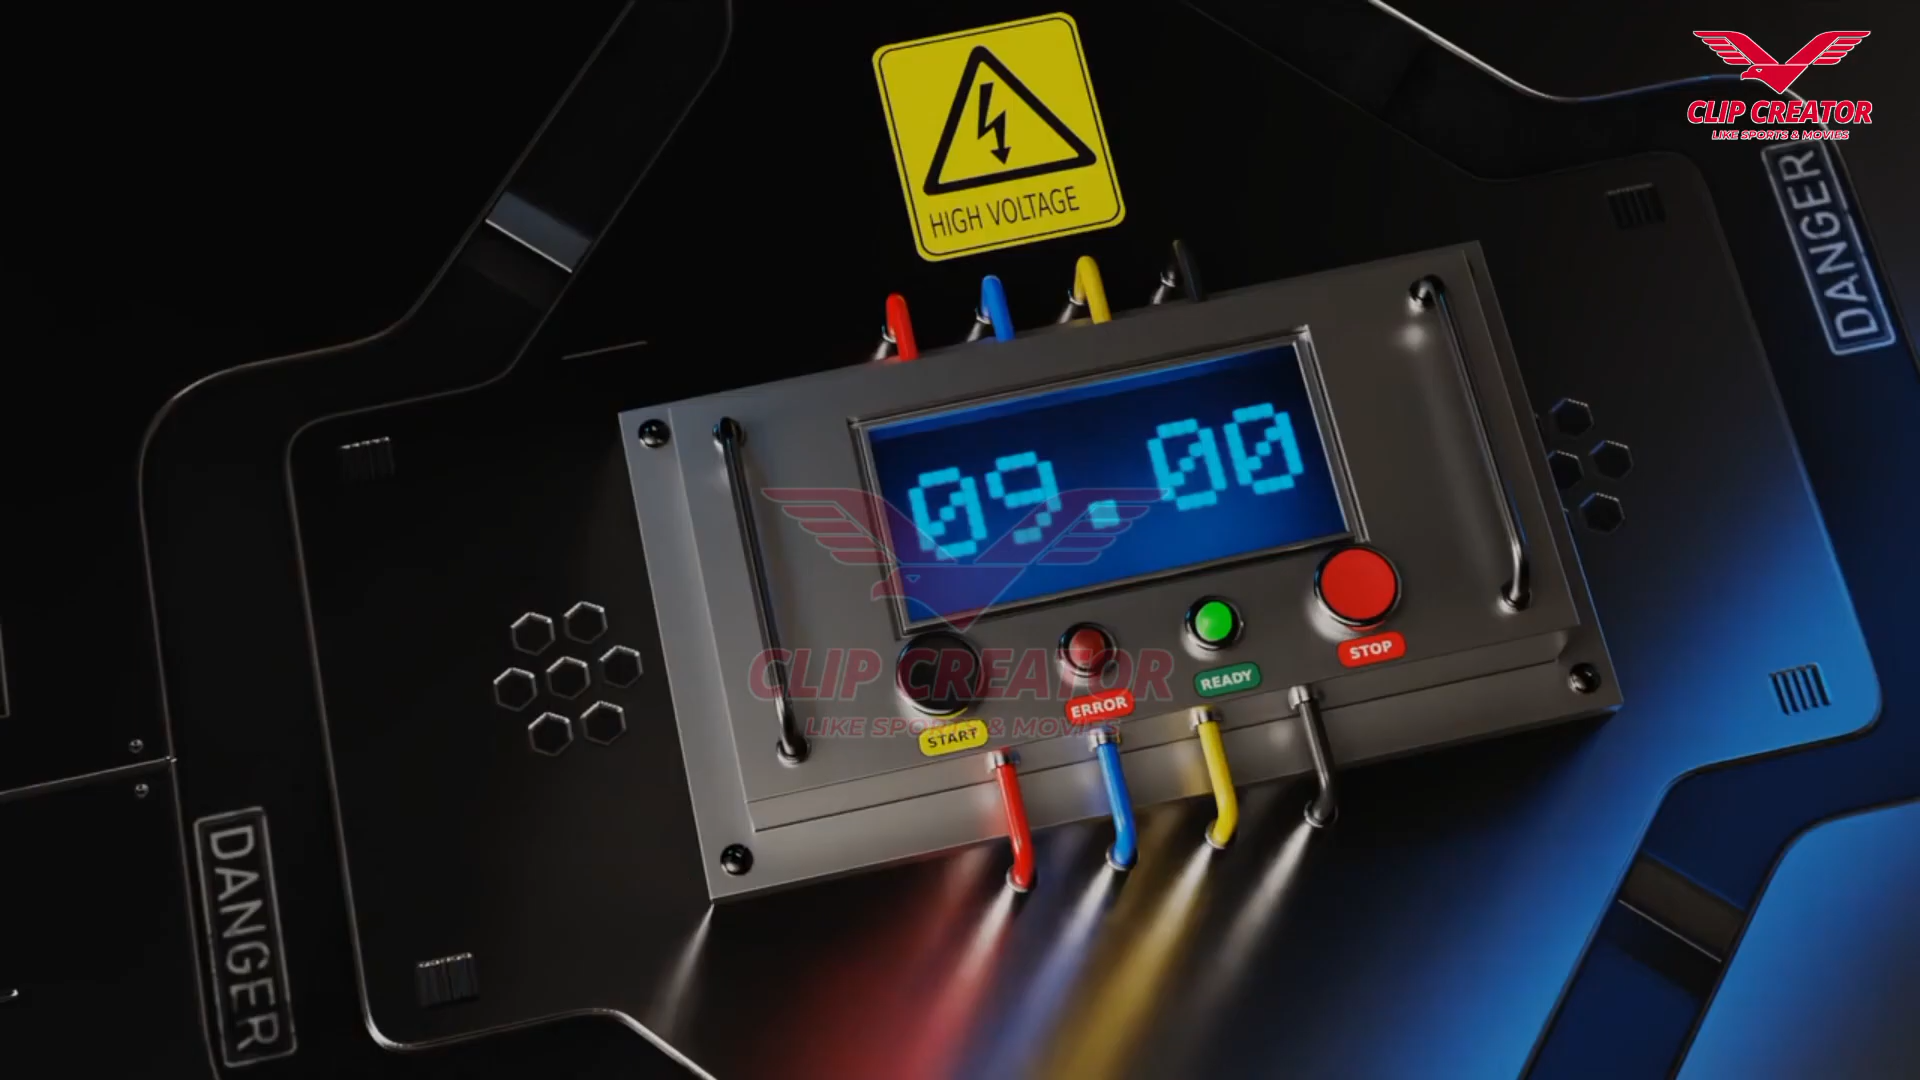 HIGH VOLTAGE
CLIP CREATOR
LIKE SPORTS & MOVIES
DANGER
09.00
CLIP CREATOR
LIKE SPORTS & MOVIES
START
ERROR
READY
STOP
DANGER